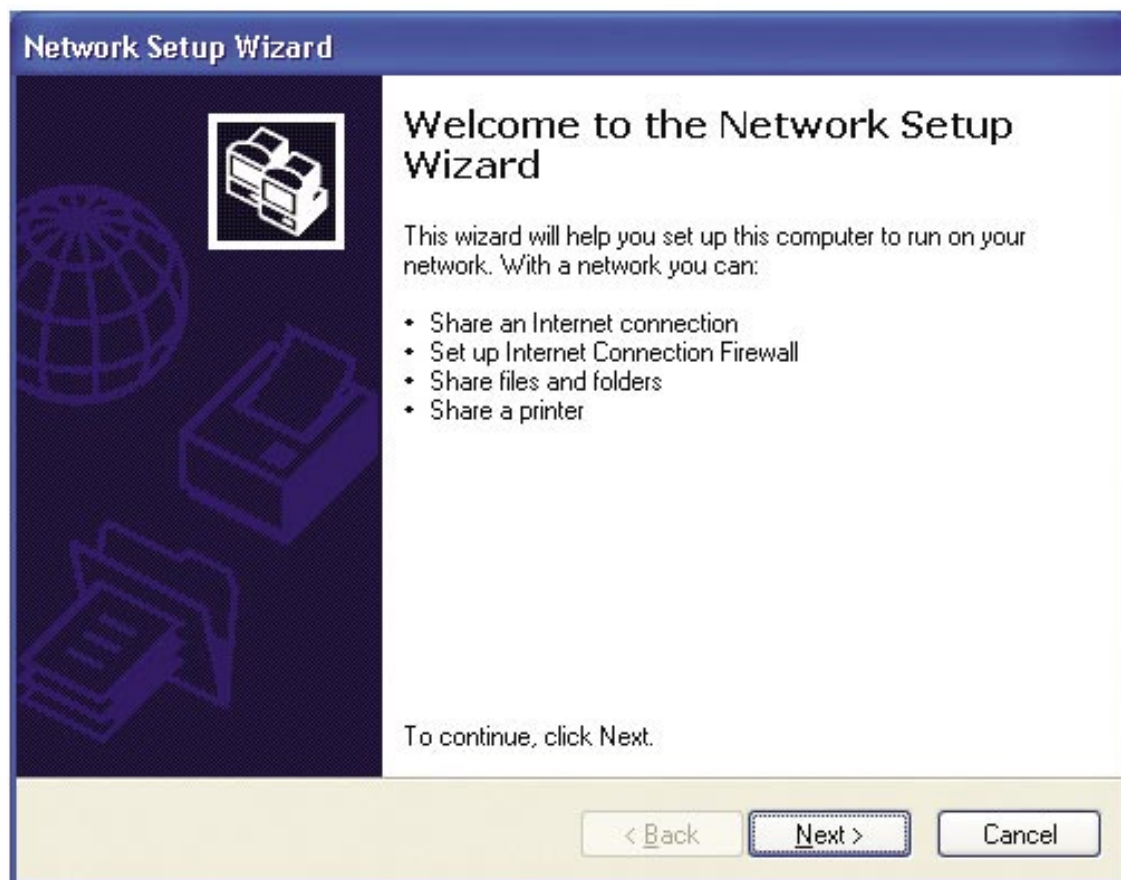 Network Setup Wizard
Welcome to the Network Setup
Wizard
This wizard will help you set up this computer to run on your
network. With a network you can:
• Share an Internet connection
• Set up Internet Connection Firewall
• Share files and folders
• Share a printer
To continue, click Next.
< Back Next > Cancel